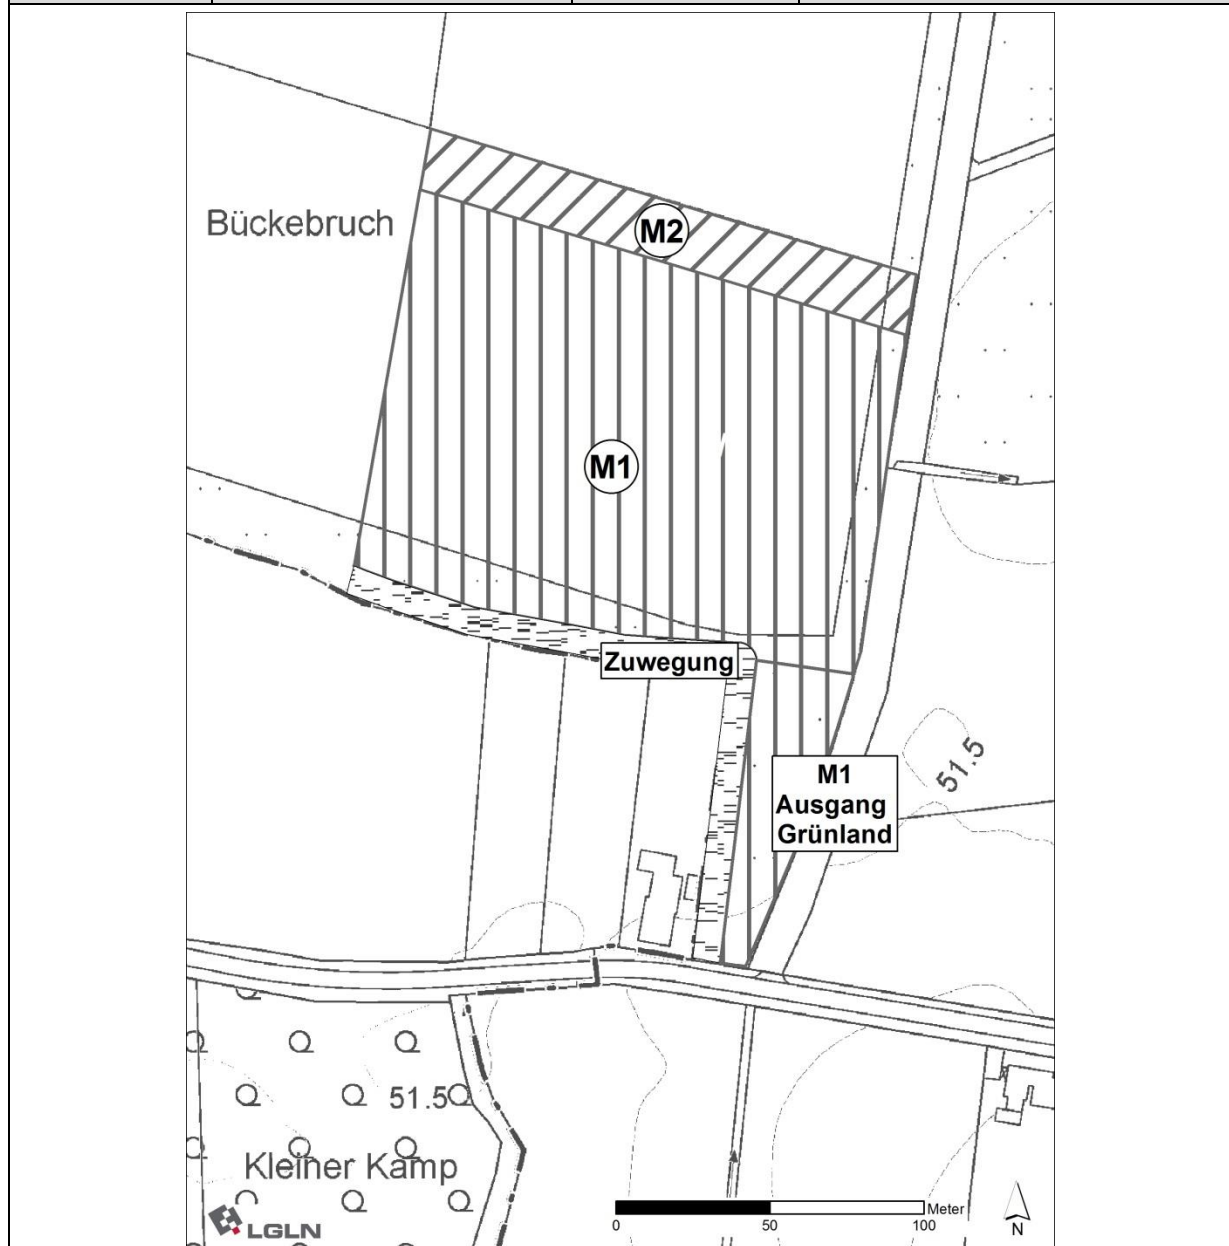 Bückebruch
M2
M1
Zuwegung
M1
Ausgang
Grünland
51.5
51.5
Kleiner Kamp
LGLN
Meter
0 50 100
N